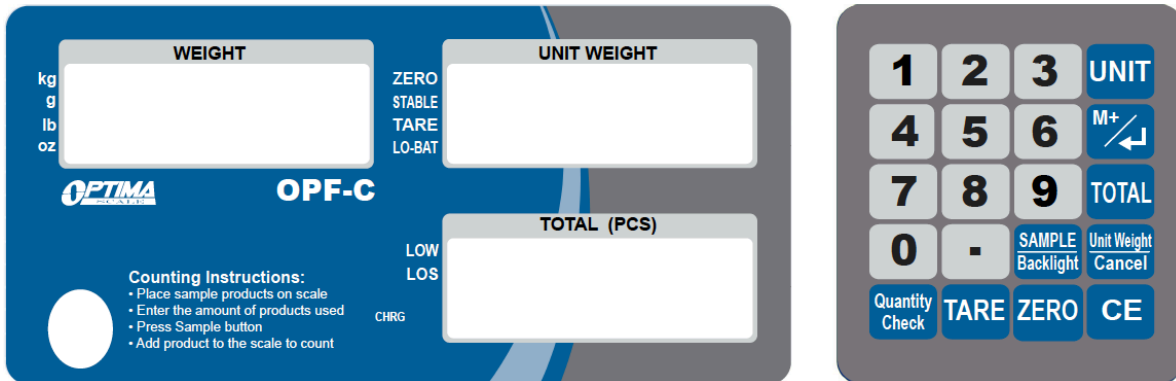 WEIGHT
kg
g
lb
oz
UNIT WEIGHT
ZERO
STABLE
TARE
LO-BAT
OPTIMA
SCALE
OPF-C
TOTAL (PCS)
LOW
LOS
CHRG
Counting Instructions:
• Place sample products on scale
• Enter the amount of products used
• Press Sample button
• Add product to the scale to count
1 2 3 UNIT
4 5 6 M+
7 8 9 TOTAL
0 - SAMPLE Unit Weight
Backlight Cancel
Quantity TARE ZERO CE
Check